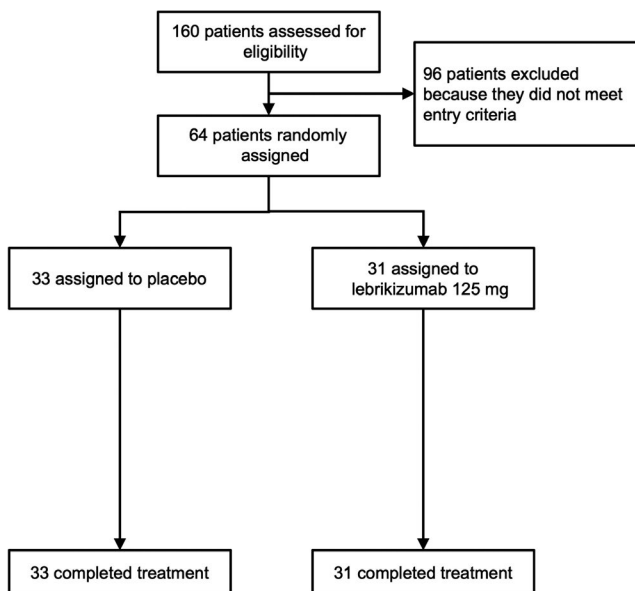 160 patients assessed for
eligibility
96 patients excluded
because they did not meet
entry criteria
64 patients randomly
assigned
33 assigned to placebo
31 assigned to
lebrikizumab 125 mg
33 completed treatment
31 completed treatment